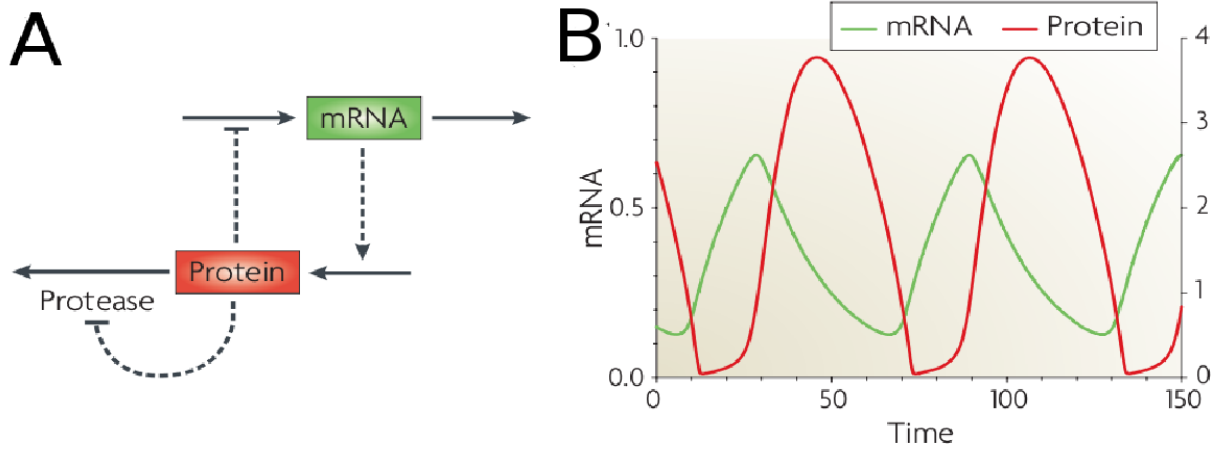 A
mRNA
Protein
Protease
B
mRNA Protein
1.0
0.5
0.0
mRNA
4
3
2
1
0
0 50 100 150
Time